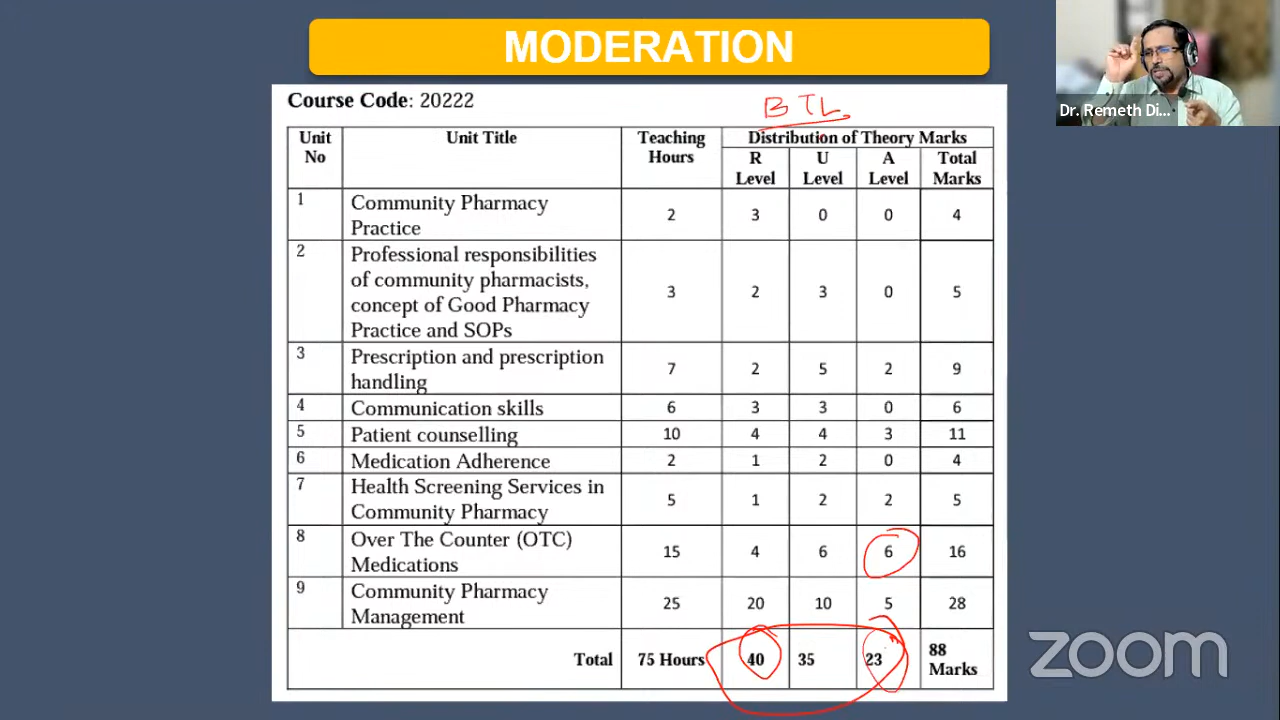 MODERATION
Dr. Remeth Di...
Course Code: 20222
BTL
Unit No Unit Title Teaching Hours Distribution of Theory Marks
R Level U Level A Level Total Marks
1 Community Pharmacy Practice 2 3 0 0 4
2 Professional responsibilities of community pharmacists, concept of Good Pharmacy Practice and SOPs 3 2 3 0 5
3 Prescription and prescription handling 7 2 5 2 9
4 Communication skills 6 3 3 0 6
5 Patient counselling 10 4 4 3 11
6 Medication Adherence 2 1 2 0 4
7 Health Screening Services in Community Pharmacy 5 1 2 2 5
8 Over The Counter (OTC) Medications 15 4 6 6 16
9 Community Pharmacy Management 25 20 10 5 28
Total 75 Hours 40 35 23 88 Marks
zoom